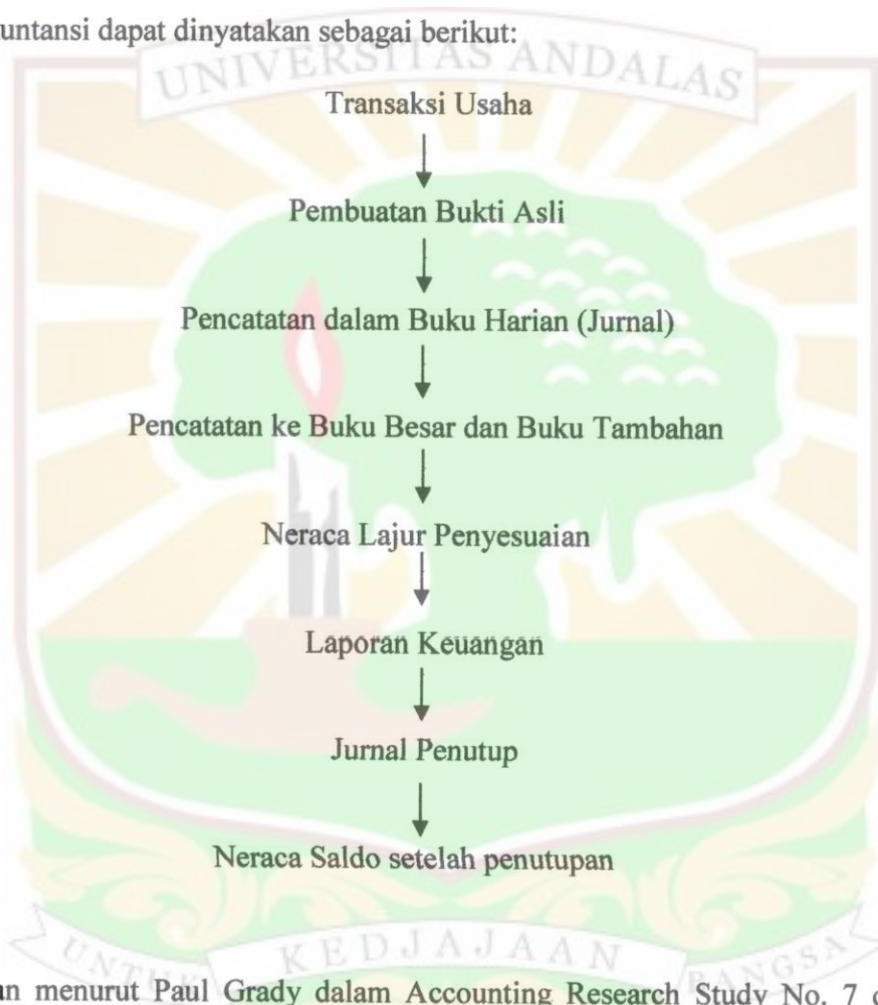 untansi dapat dinyatakan sebagai berikut:
UNIVERSITAS ANDALAS
Transaksi Usaha
Pembuatan Bukti Asli
Pencatatan dalam Buku Harian (Jurnal)
Pencatatan ke Buku Besar dan Buku Tambahan
Neraca Lajur Penyesuaian
Laporan Keuangan
Jurnal Penutup
Neraca Saldo setelah penutupan
UNTUK KEDJAJAAN BANGSA
an menurut Paul Grady dalam Accounting Research Study No. 7